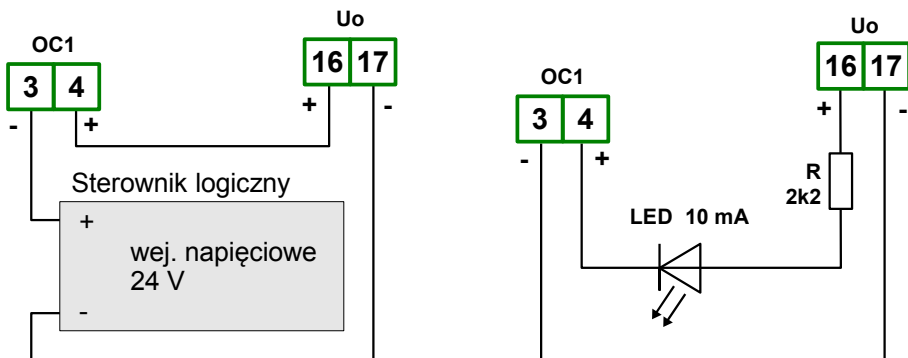 OC1
3 4
- +
Uo
16 17
+ -
Sterownik logiczny
+
wej. napięciowe
24 V
-
OC1
3 4
- +
Uo
16 17
+ -
R
2k2
LED 10 mA